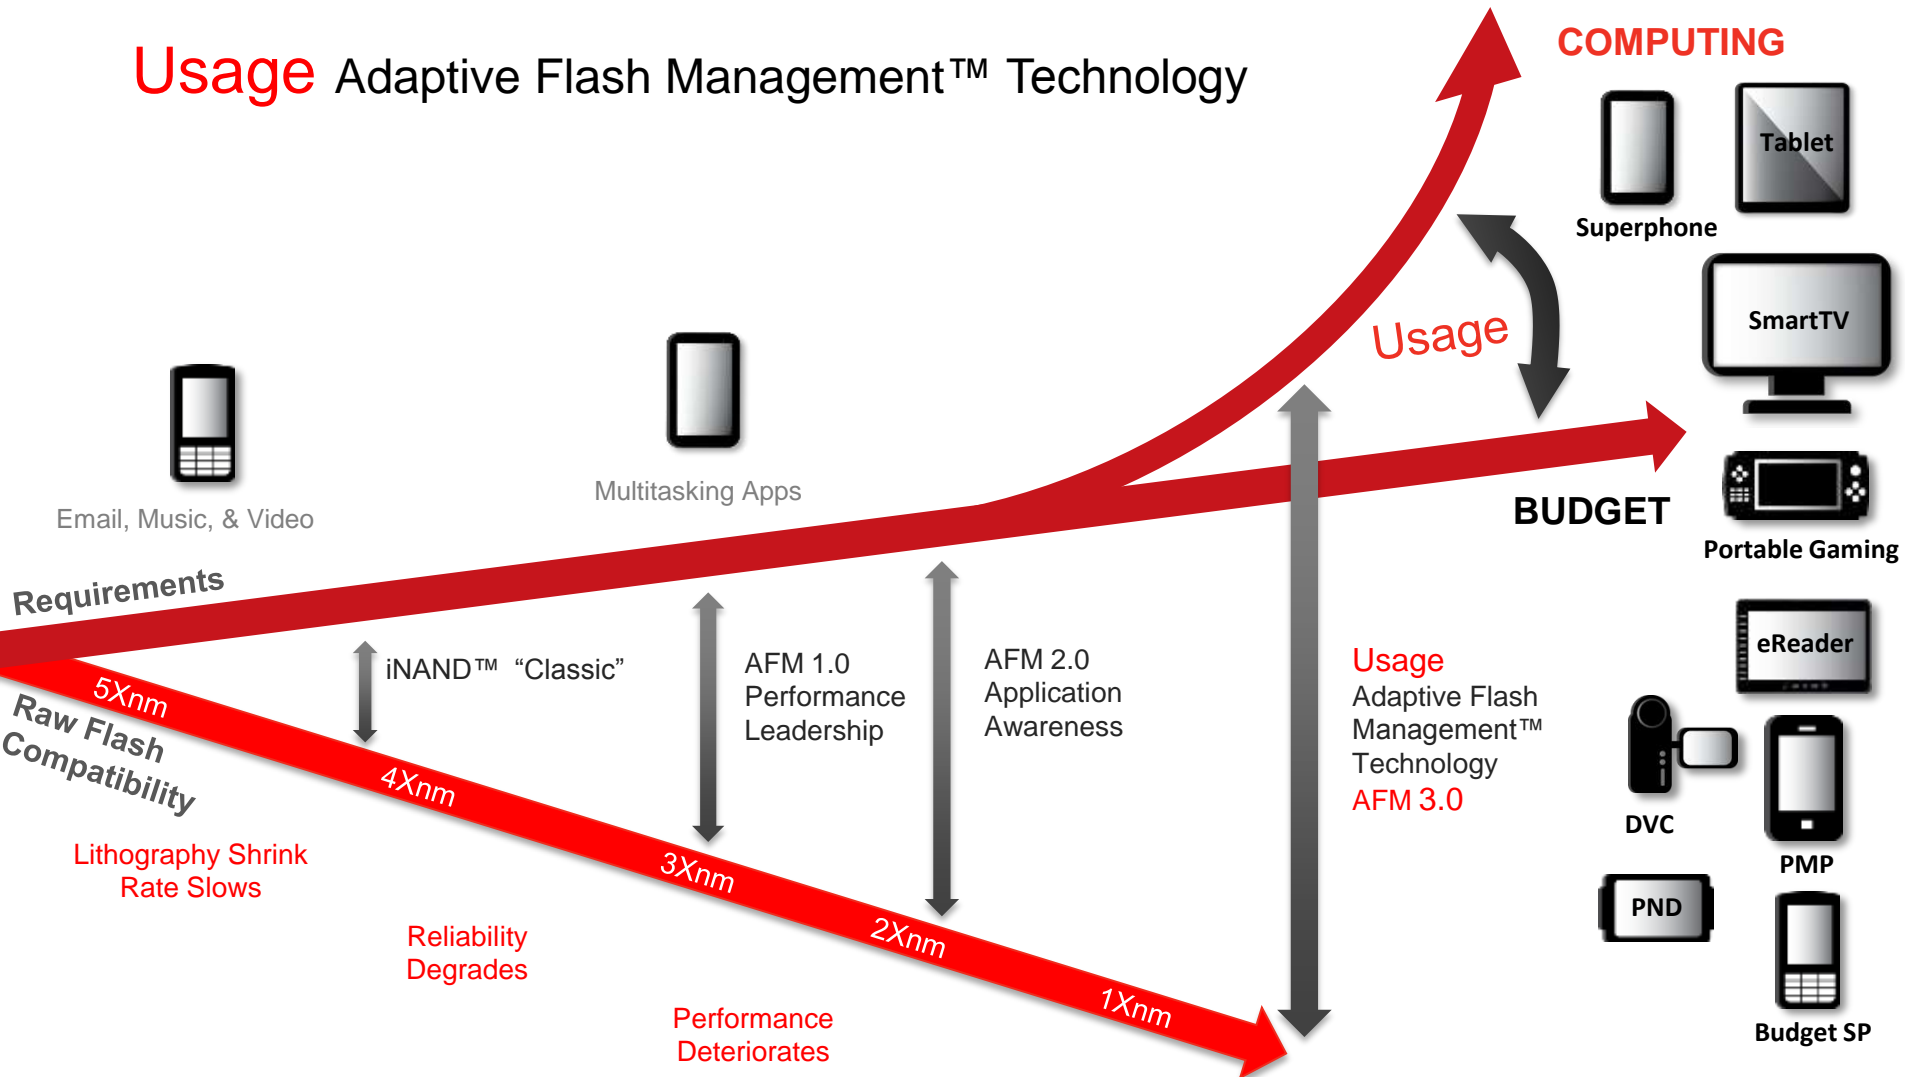 Usage Adaptive Flash Management™ Technology
COMPUTING
Tablet
Superphone
SmartTV
Usage
Multitasking Apps
Email, Music, & Video
BUDGET
Portable Gaming
Requirements
iNAND™ “Classic”
AFM 1.0
Performance
Leadership
AFM 2.0
Application
Awareness
Usage
Adaptive Flash
Management™
Technology
AFM 3.0
eReader
5Xnm
4Xnm
3Xnm
2Xnm
1Xnm
Raw Flash
Compatibility
Lithography Shrink
Rate Slows
Reliability
Degrades
Performance
Deteriorates
DVC
PMP
PND
Budget SP